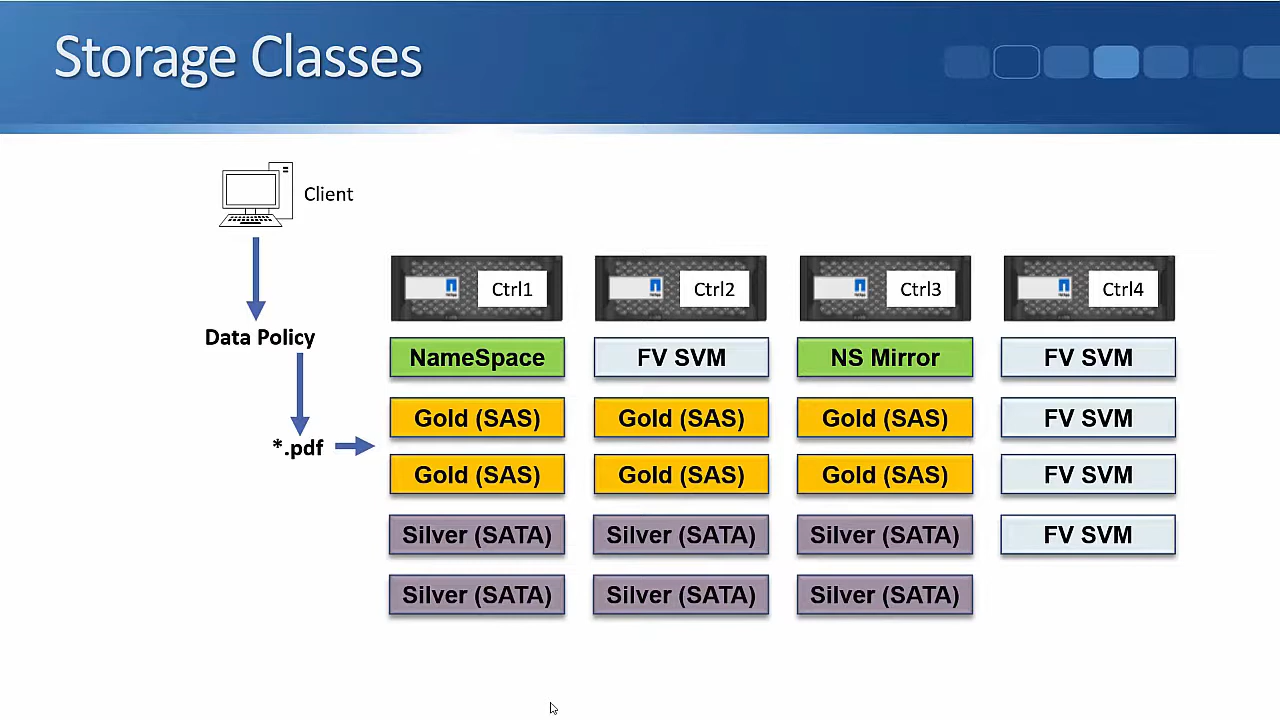 Storage Classes
Client
Ctrl1 Ctrl2 Ctrl3 Ctrl4
Data Policy
NameSpace FV SVM NS Mirror FV SVM
Gold (SAS) Gold (SAS) Gold (SAS) FV SVM
*.pdf
Gold (SAS) Gold (SAS) Gold (SAS) FV SVM
Silver (SATA) Silver (SATA) Silver (SATA) FV SVM
Silver (SATA) Silver (SATA) Silver (SATA)